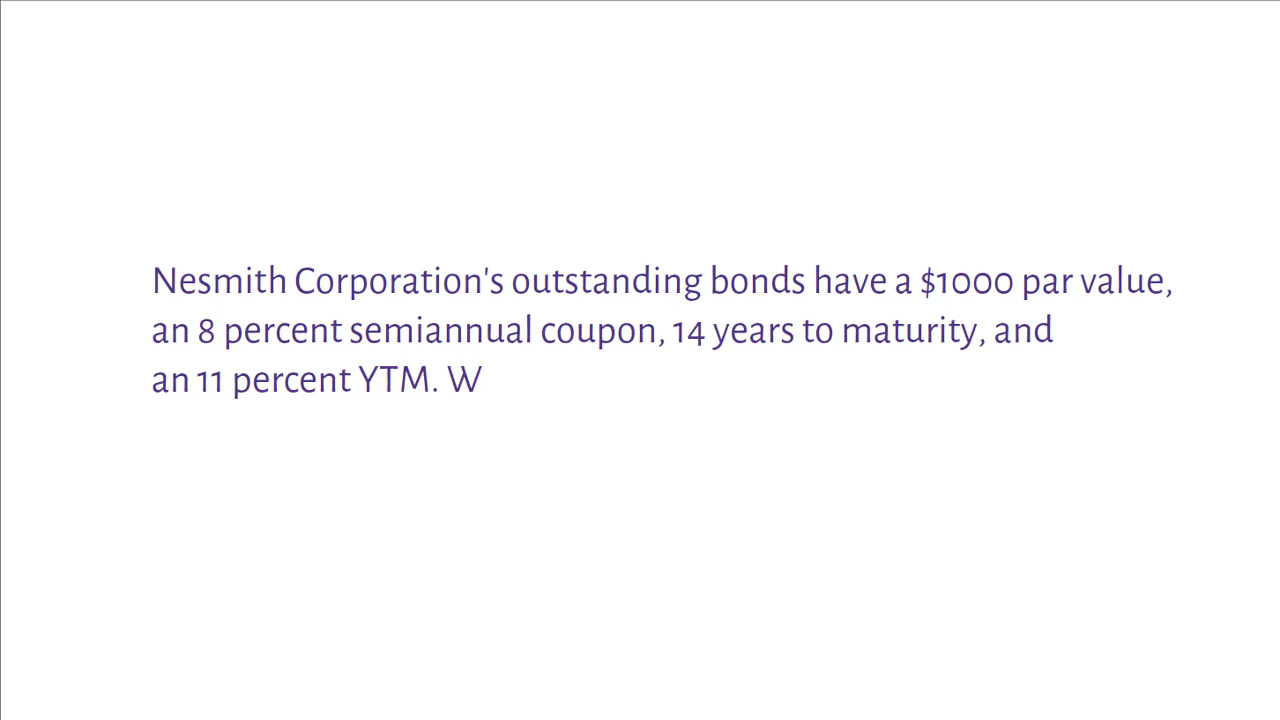 Nesmith Corporation's outstanding bonds have a $1000 par value,
an 8 percent semiannual coupon, 14 years to maturity, and
an 11 percent YTM. W